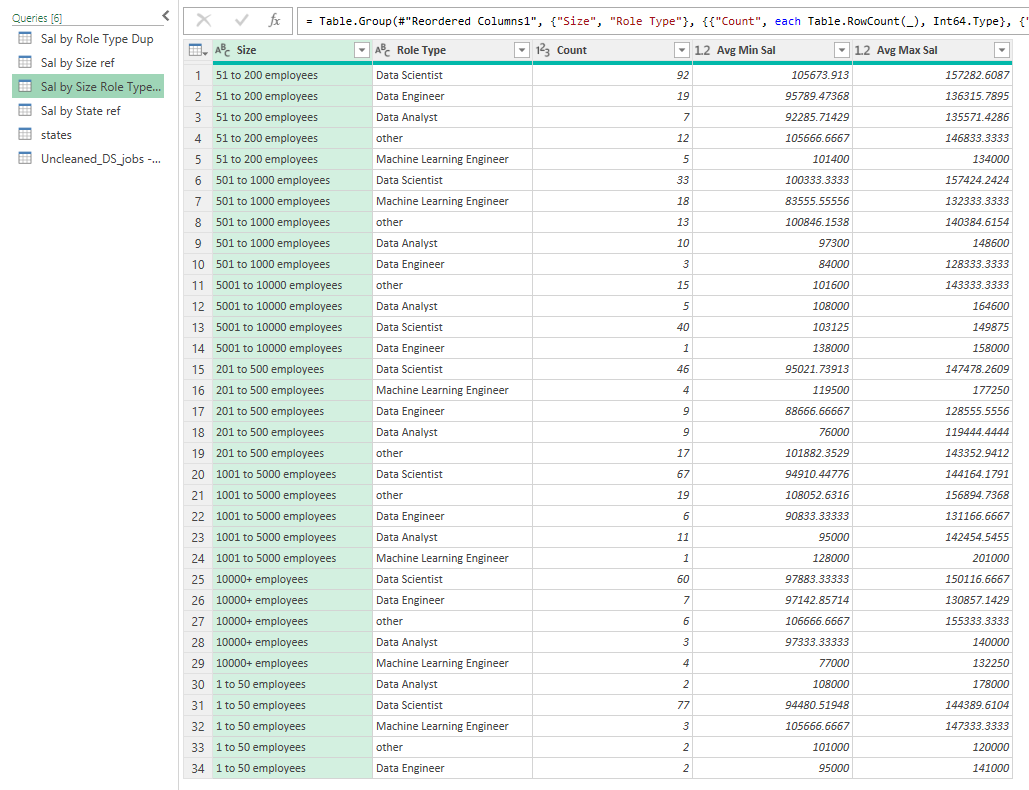 Queries [6]
Sal by Role Type Dup
Sal by Size ref
Sal by Size Role Type...
Sal by State ref
states
Uncleaned_DS_jobs -...
fx = Table.Group(#"Reordered Columns1", {"Size", "Role Type"}, {{"Count", each Table.RowCount(_), Int64.Type}, {"
ABC Size ABC Role Type 123 Count 1.2 Avg Min Sal 1.2 Avg Max Sal
1 51 to 200 employees Data Scientist 92 105673.913 157282.6087
2 51 to 200 employees Data Engineer 19 95789.47368 136315.7895
3 51 to 200 employees Data Analyst 7 92285.71429 135571.4286
4 51 to 200 employees other 12 105666.6667 146833.3333
5 51 to 200 employees Machine Learning Engineer 5 101400 134000
6 501 to 1000 employees Data Scientist 33 100333.3333 157424.2424
7 501 to 1000 employees Machine Learning Engineer 18 83555.55556 132333.3333
8 501 to 1000 employees other 13 100846.1538 140384.6154
9 501 to 1000 employees Data Analyst 10 97300 148600
10 501 to 1000 employees Data Engineer 3 84000 128333.3333
11 5001 to 10000 employees other 15 101600 143333.3333
12 5001 to 10000 employees Data Analyst 5 108000 164600
13 5001 to 10000 employees Data Scientist 40 103125 149875
14 5001 to 10000 employees Data Engineer 1 138000 158000
15 201 to 500 employees Data Scientist 46 95021.73913 147478.2609
16 201 to 500 employees Machine Learning Engineer 4 119500 177250
17 201 to 500 employees Data Engineer 9 88666.66667 128555.5556
18 201 to 500 employees Data Analyst 9 76000 119444.4444
19 201 to 500 employees other 17 101882.3529 143352.9412
20 1001 to 5000 employees Data Scientist 67 94910.44776 144164.1791
21 1001 to 5000 employees other 19 108052.6316 156894.7368
22 1001 to 5000 employees Data Engineer 6 90833.33333 131166.6667
23 1001 to 5000 employees Data Analyst 11 95000 142454.5455
24 1001 to 5000 employees Machine Learning Engineer 1 128000 201000
25 10000+ employees Data Scientist 60 97883.33333 150116.6667
26 10000+ employees Data Engineer 7 97142.85714 130857.1429
27 10000+ employees other 6 106666.6667 155333.3333
28 10000+ employees Data Analyst 3 97333.33333 140000
29 10000+ employees Machine Learning Engineer 4 77000 132250
30 1 to 50 employees Data Analyst 2 108000 178000
31 1 to 50 employees Data Scientist 77 94480.51948 144389.6104
32 1 to 50 employees Machine Learning Engineer 3 105666.6667 147333.3333
33 1 to 50 employees other 2 101000 120000
34 1 to 50 employees Data Engineer 2 95000 141000